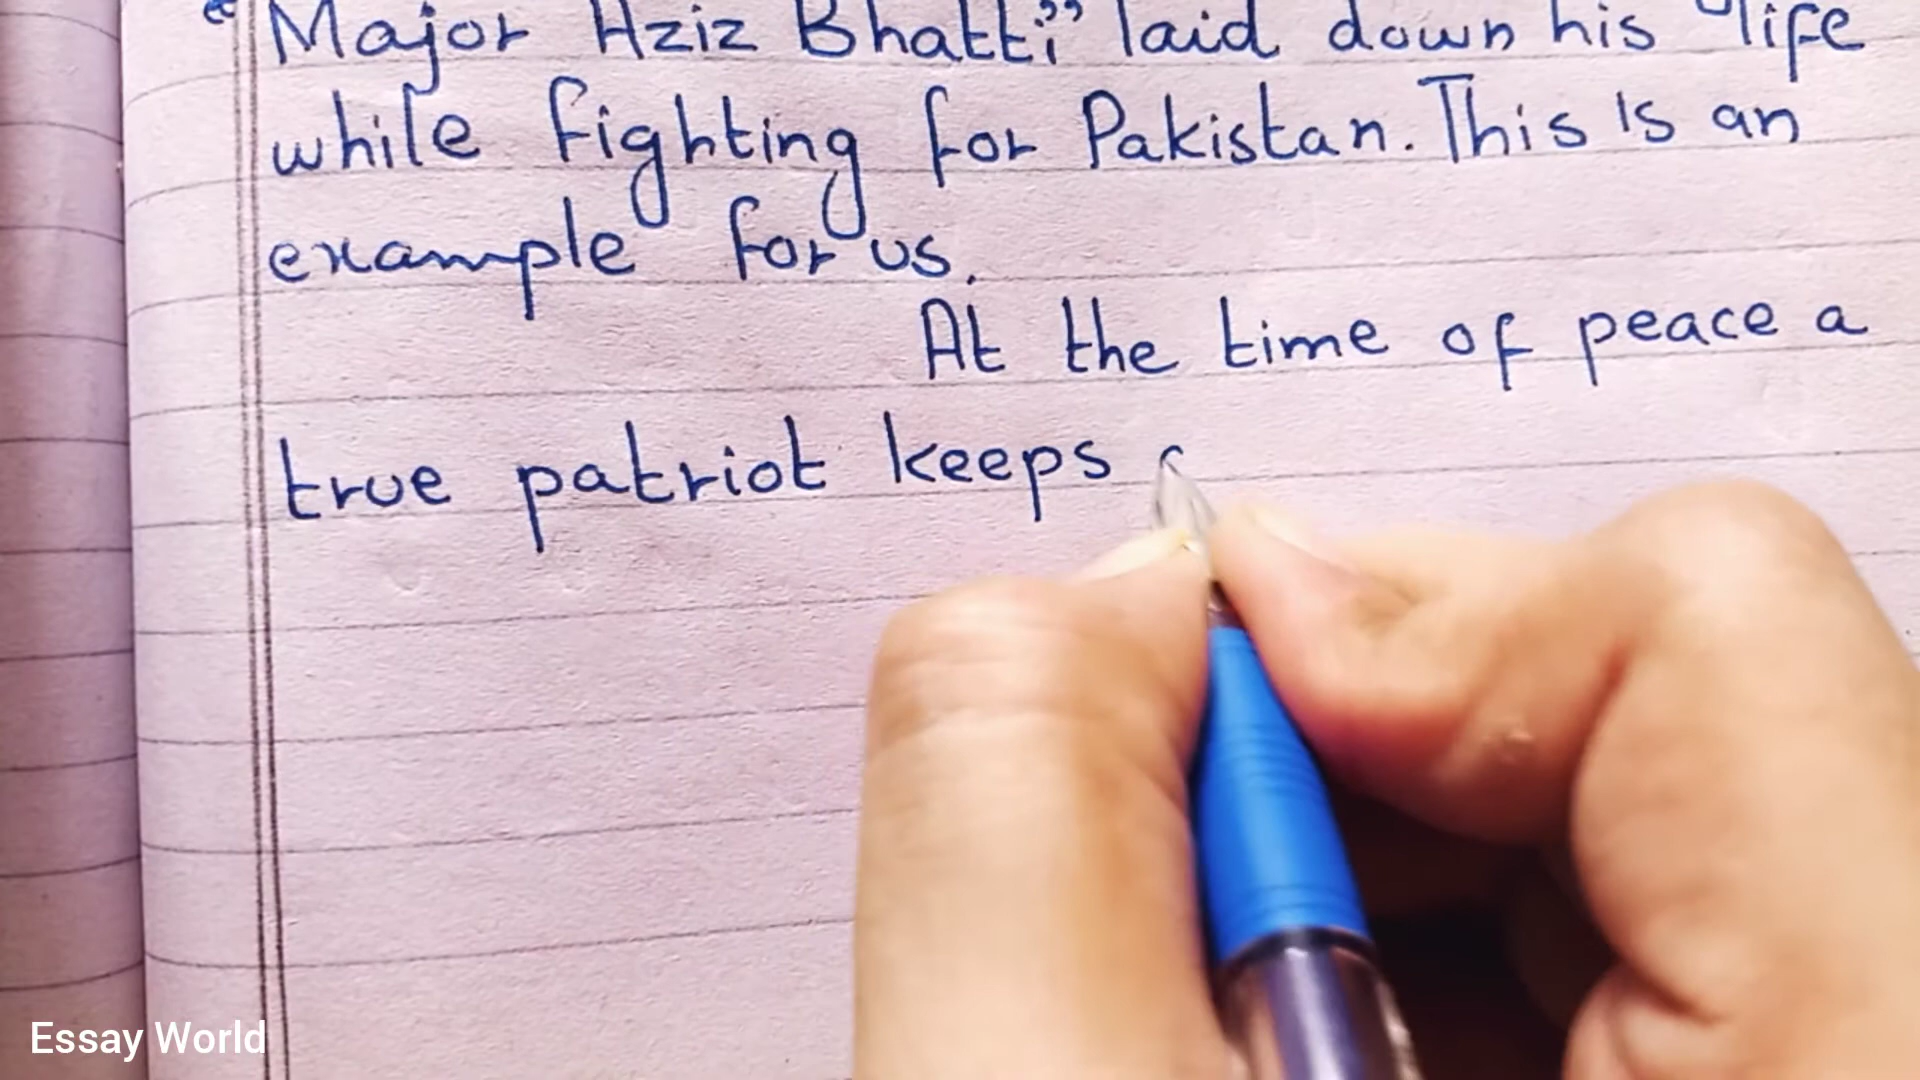 “Major Aziz Bhatti” laid down his life
while fighting for Pakistan. This is an
example for us.
At the time of peace a
true patriot keeps
Essay World